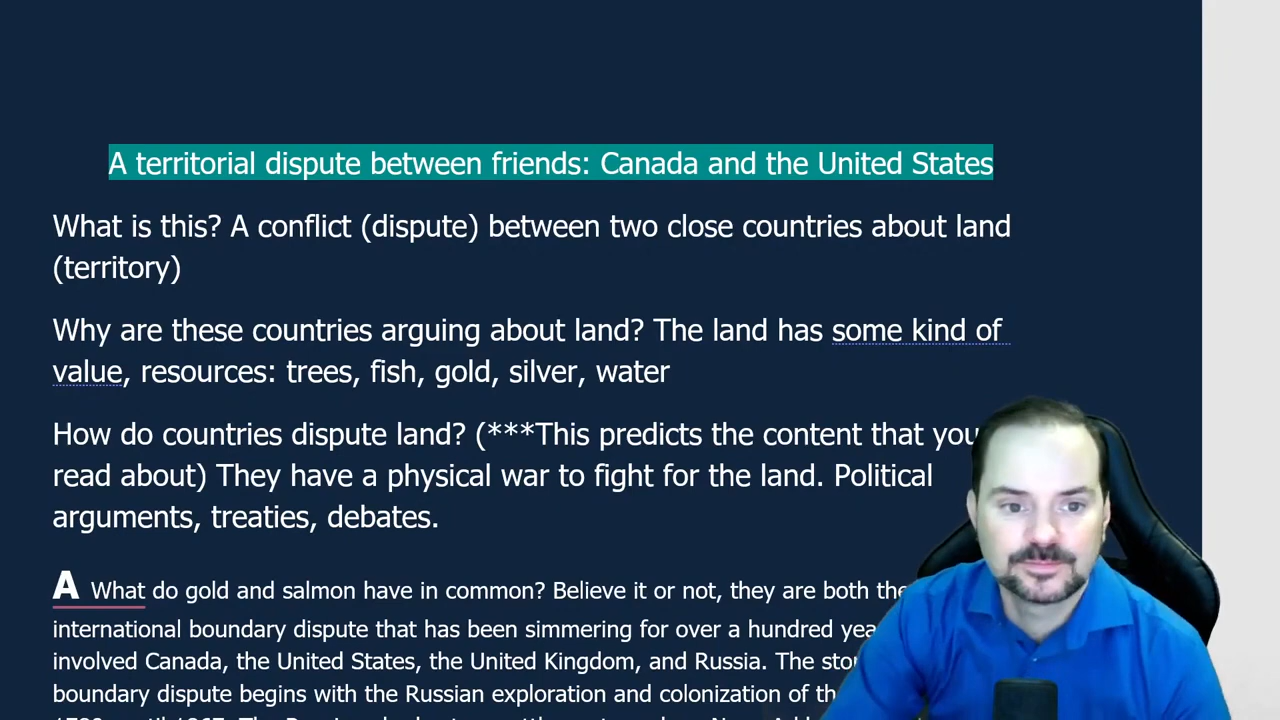 A territorial dispute between friends: Canada and the United States
What is this? A conflict (dispute) between two close countries about land
(territory)
Why are these countries arguing about land? The land has some kind of
value, resources: trees, fish, gold, silver, water
How do countries dispute land? (***This predicts the content that you
read about) They have a physical war to fight for the land. Political
arguments, treaties, debates.
A What do gold and salmon have in common? Believe it or not, they are both the
international boundary dispute that has been simmering for over a hundred
involved Canada, the United States, the United Kingdom, and Russia. The
boundary dispute begins with the Russian exploration and colonization of